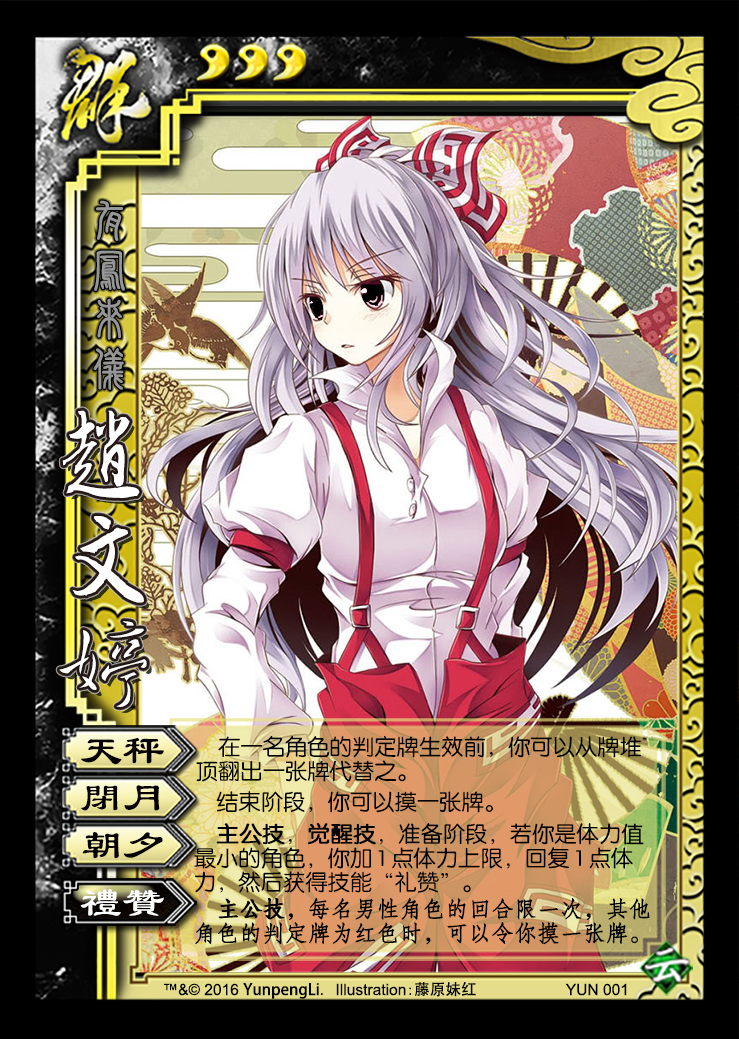 群
有鳳來儀
趙文婷
天秤
在一名角色的判定牌生效前，你可以从牌堆
顶翻出一张牌代替之。
閉月
结束阶段，你可以摸一张牌。
朝夕
主公技，觉醒技，准备阶段，若你是体力值
最小的角色，你加1点体力上限，回复1点体
力，然后获得技能“礼赞”。
禮贊
主公技，每名男性角色的回合限一次，其他
角色的判定牌为红色时，可以令你摸一张牌。
云
™&© 2016 YunpengLi. Illustration：藤原妹红 YUN 001